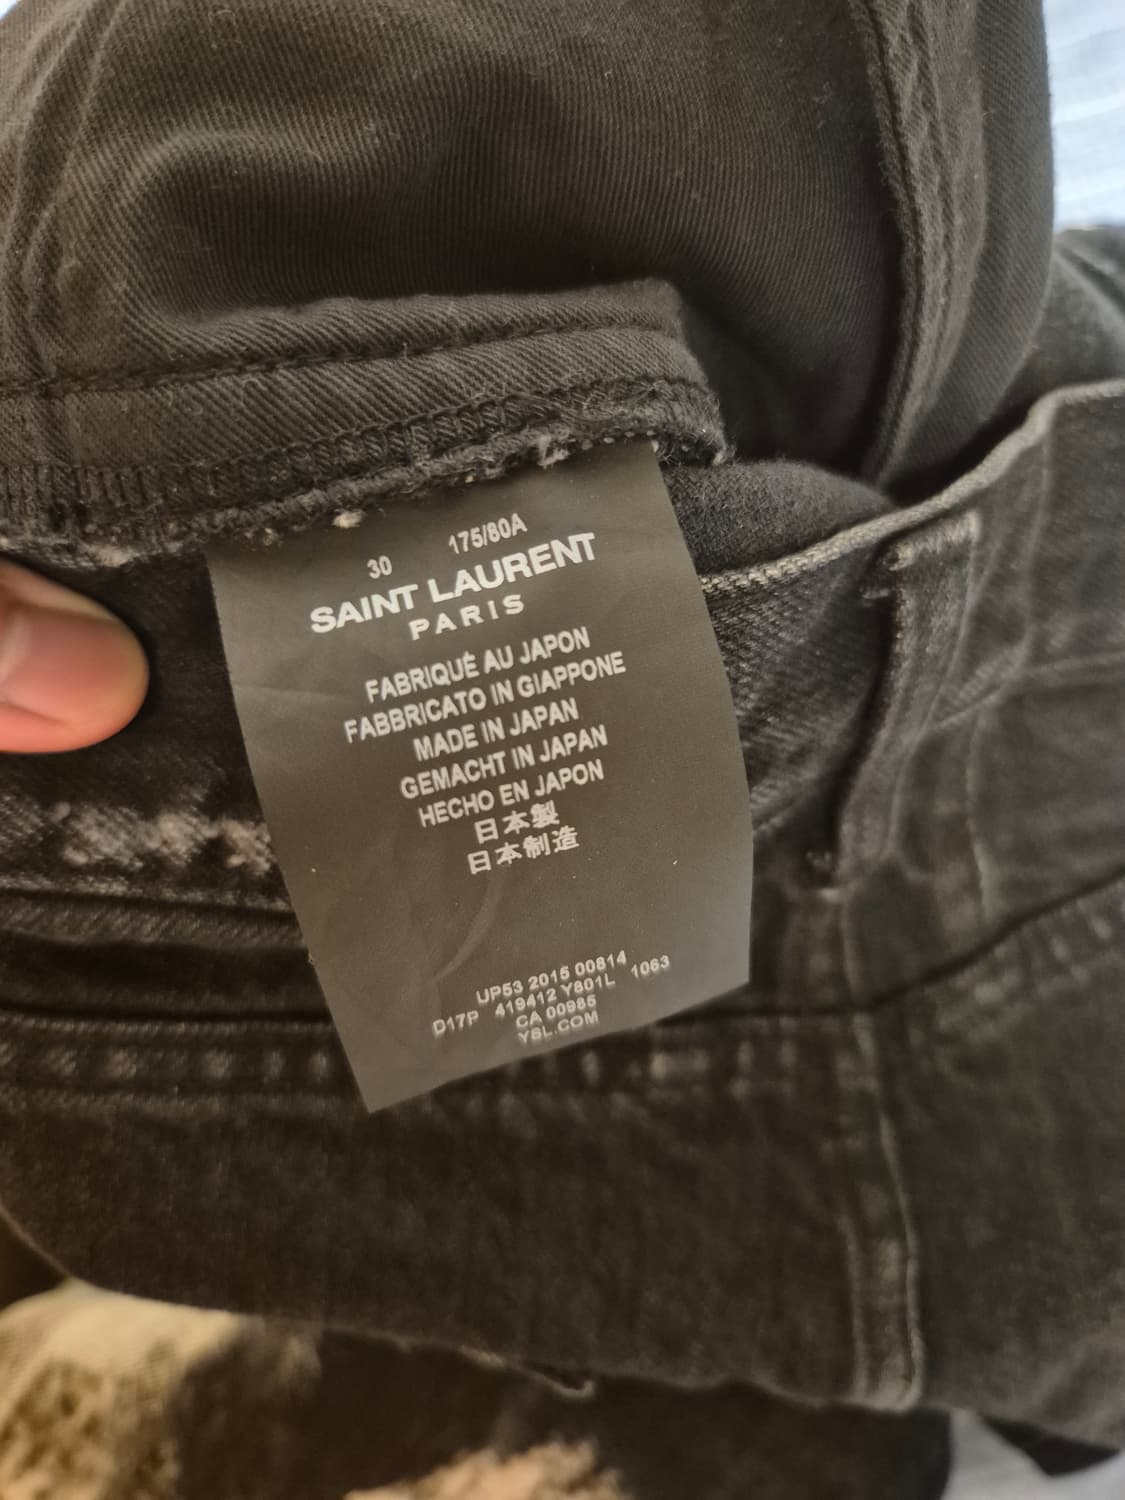 30 175/80A
SAINT LAURENT
PARIS
FABRIQUÉ AU JAPON
FABBRICATO IN GIAPPONE
MADE IN JAPAN
GEMACHT IN JAPAN
HECHO EN JAPON
日本製
日本制造
UP53 2015 00814
D17P 419412 Y801L 1063
CA 00985
YSL.COM